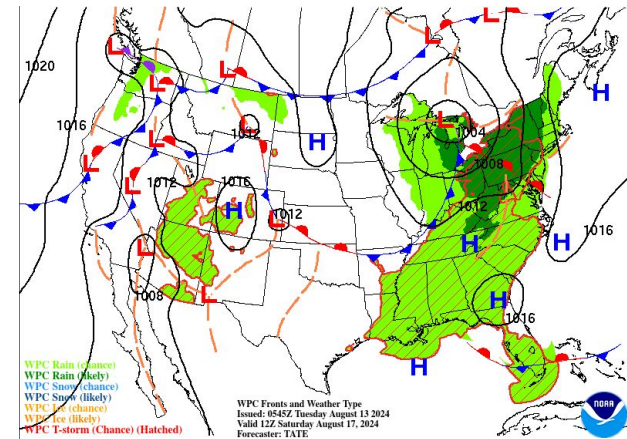 L
L
L
L
1020
L
H
1016
L
1004
1012
L
L
1008
L
1012
1016
H
1012
L
1012
H
H
1016
L
1008
L
H
1016
H
WPC Rain (chance)
WPC Rain (likely)
WPC Snow (chance)
WPC Snow (likely)
WPC Ice (chance)
WPC Ice (likely)
WPC T-storm (Chance) (Hatched)
WPC Fronts and Weather Type
Issued: 0545Z Tuesday August 13 2024
Valid 12Z Saturday August 17, 2024
Forecaster: TATE
NOAA